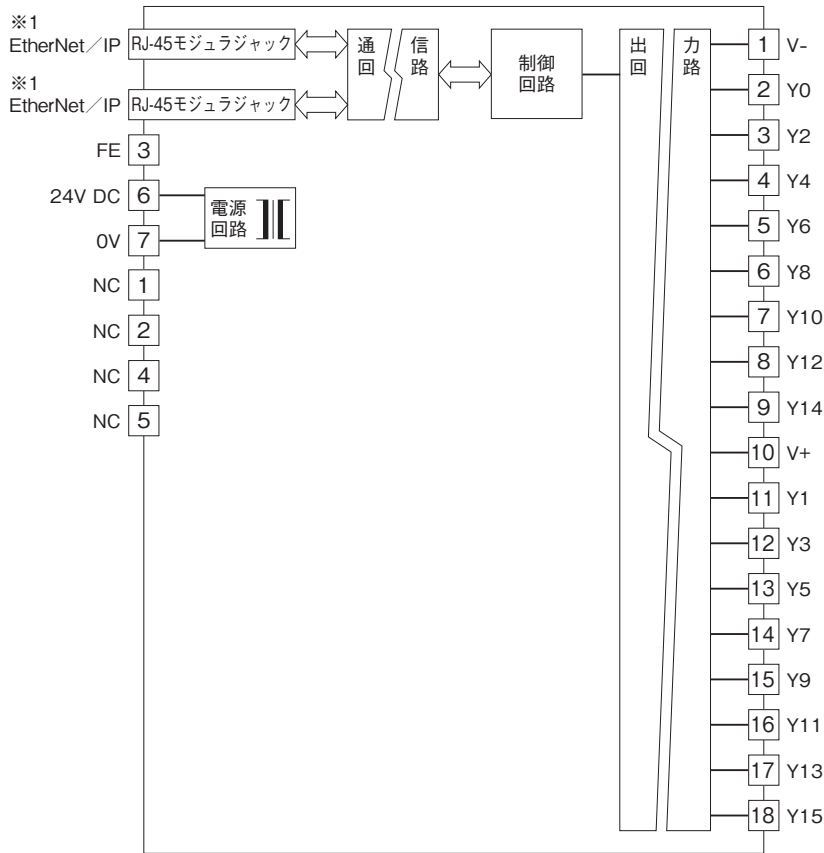 ※1
EtherNet／IP RJ-45モジュラジャック
※1
EtherNet／IP RJ-45モジュラジャック
通信
回路
制御
回路
出力
回路
FE 3
24V DC 6
0V 7
電源
回路
NC 1
NC 2
NC 4
NC 5
1 V-
2 Y0
3 Y2
4 Y4
5 Y6
6 Y8
7 Y10
8 Y12
9 Y14
10 V+
11 Y1
12 Y3
13 Y5
14 Y7
15 Y9
16 Y11
17 Y13
18 Y15